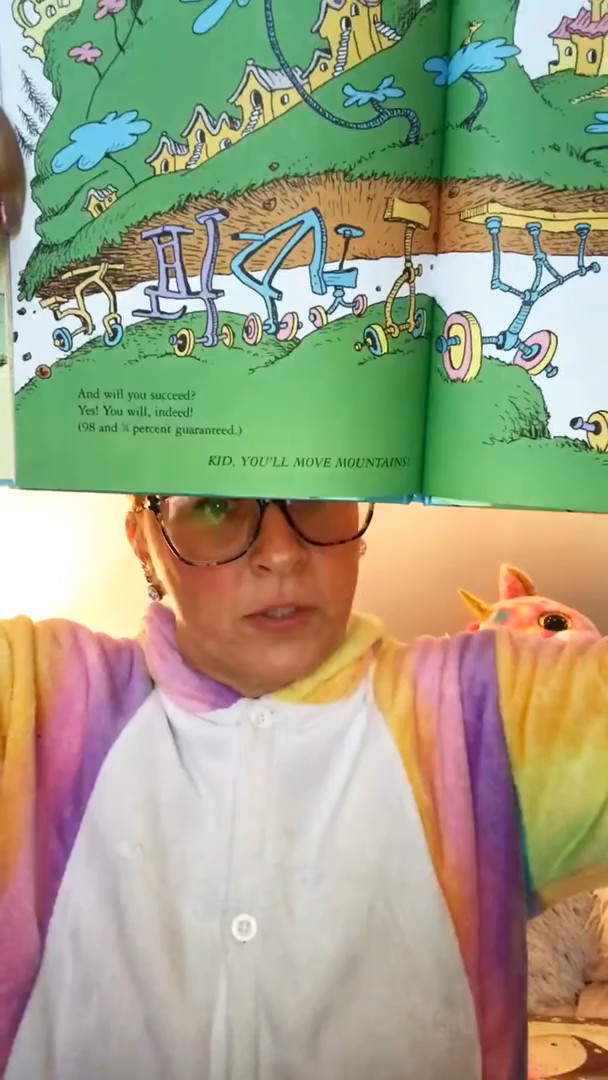 And will you succeed?
Yes! You will, indeed!
(98 and ¾ percent guaranteed.)
KID, YOU'LL MOVE MOUNTAINS!